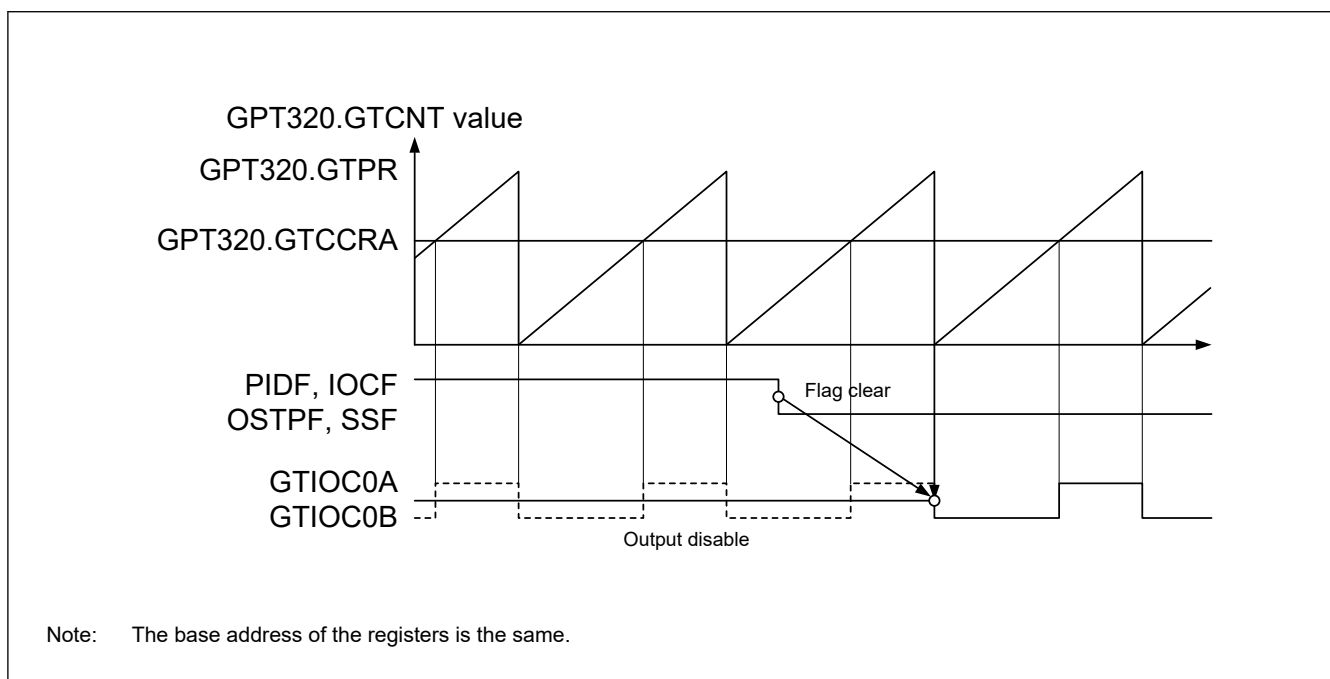 GPT320.GTCNT value
GPT320.GTPR
GPT320.GTCCRA
PIDF, IOCF
Flag clear
OSTPF, SSF
GTIOC0A
GTIOC0B
Output disable
Note: The base address of the registers is the same.